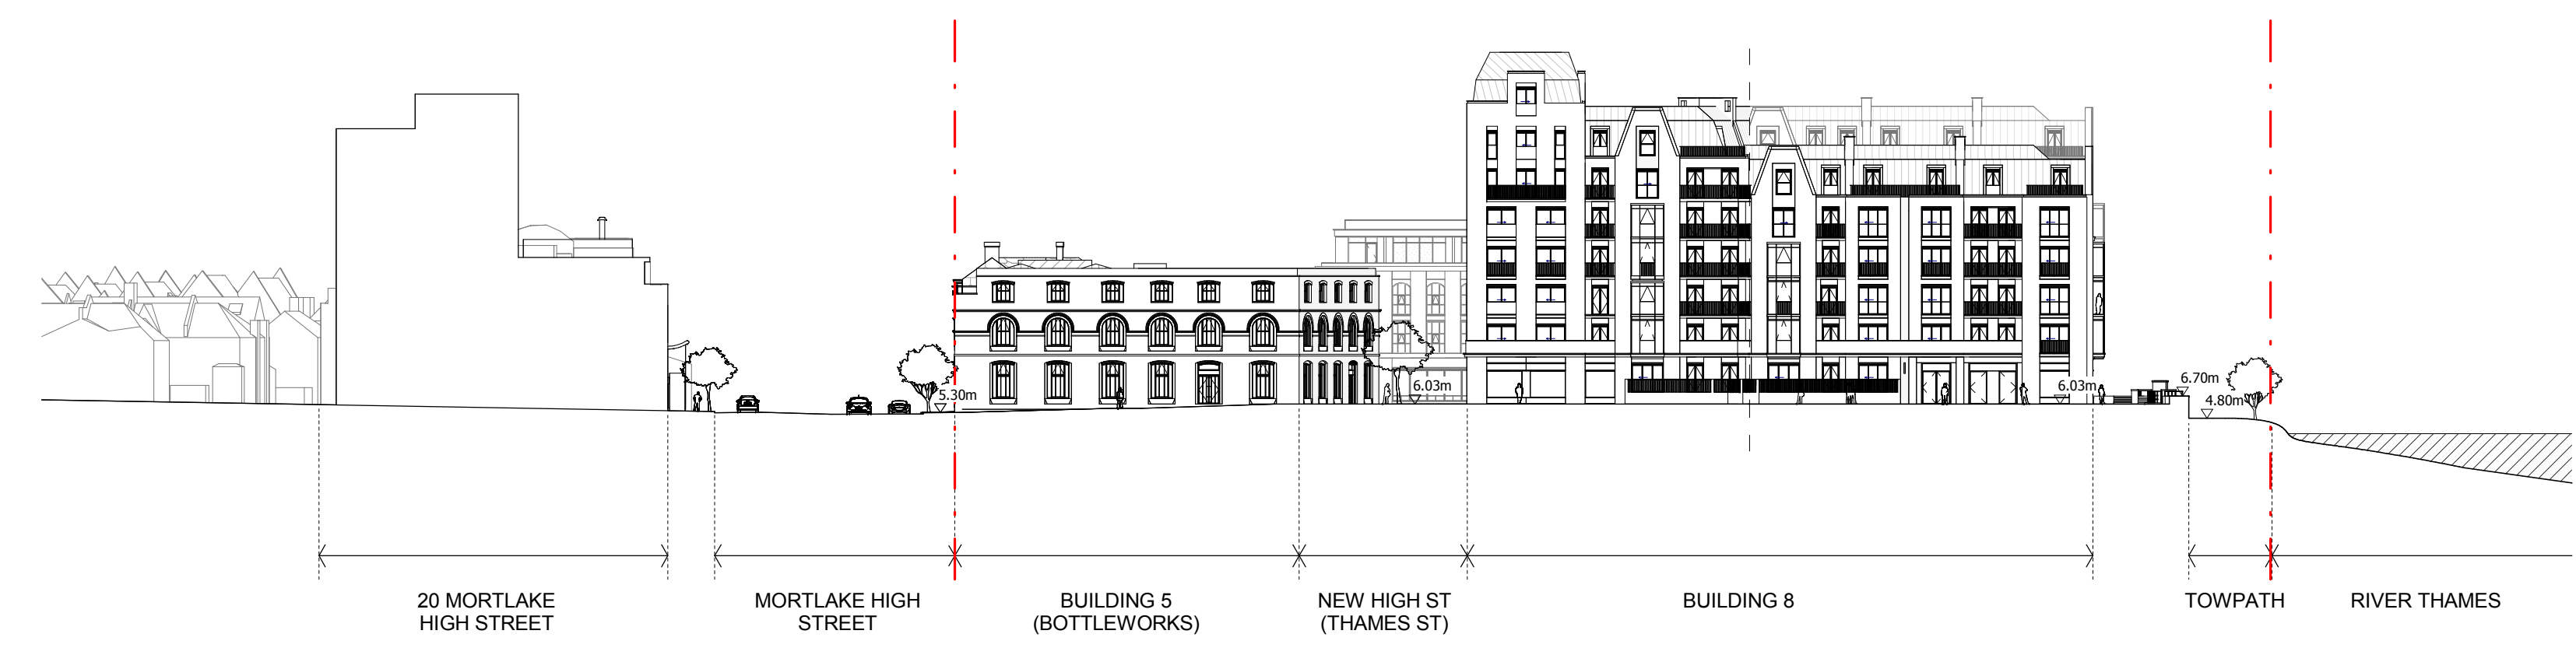 5.30m
6.03m
6.03m
6.70m
4.80m
20 MORTLAKE
HIGH STREET
MORTLAKE HIGH
STREET
BUILDING 5
(BOTTLEWORKS)
NEW HIGH ST
(THAMES ST)
BUILDING 8
TOWPATH
RIVER THAMES